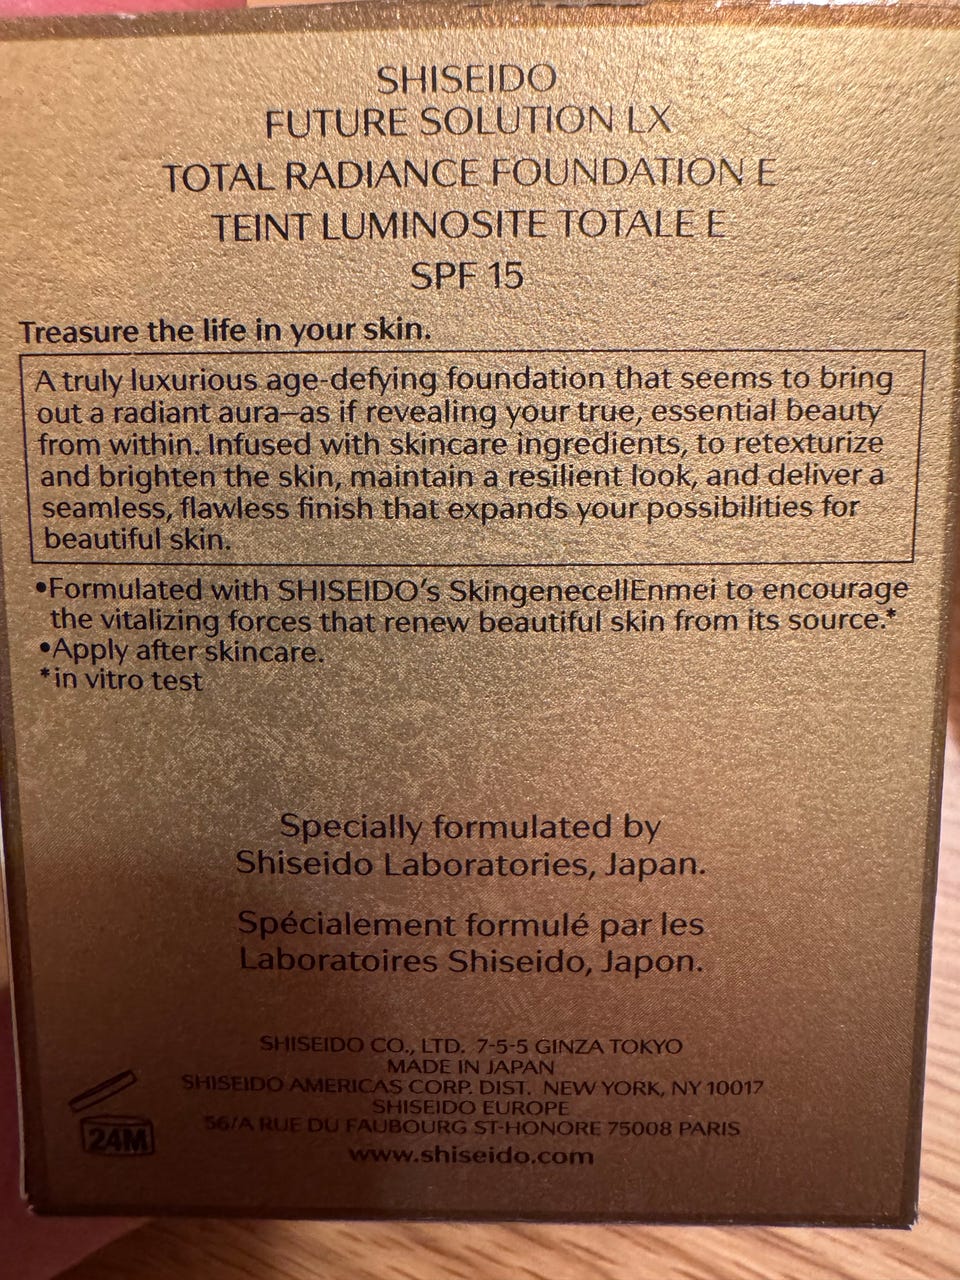 SHISEIDO
FUTURE SOLUTION LX
TOTAL RADIANCE FOUNDATION E
TEINT LUMINOSITE TOTALE E
SPF 15
Treasure the life in your skin.
A truly luxurious age-defying foundation that seems to bring
out a radiant aura—as if revealing your true, essential beauty
from within. Infused with skincare ingredients, to retexturize
and brighten the skin, maintain a resilient look, and deliver a
seamless, flawless finish that expands your possibilities for
beautiful skin.
•Formulated with SHISEIDO's SkingenecellEnmei to encourage
the vitalizing forces that renew beautiful skin from its source.*
•Apply after skincare.
*in vitro test
Specially formulated by
Shiseido Laboratories, Japan.
Spécialement formulé par les
Laboratoires Shiseido, Japon.
SHISEIDO CO., LTD. 7-5-5 GINZA TOKYO
MADE IN JAPAN
SHISEIDO AMERICAS CORP. DIST. NEW YORK, NY 10017
SHISEIDO EUROPE
56/A RUE DU FAUBOURG ST-HONORE 75008 PARIS
24M
www.shiseido.com